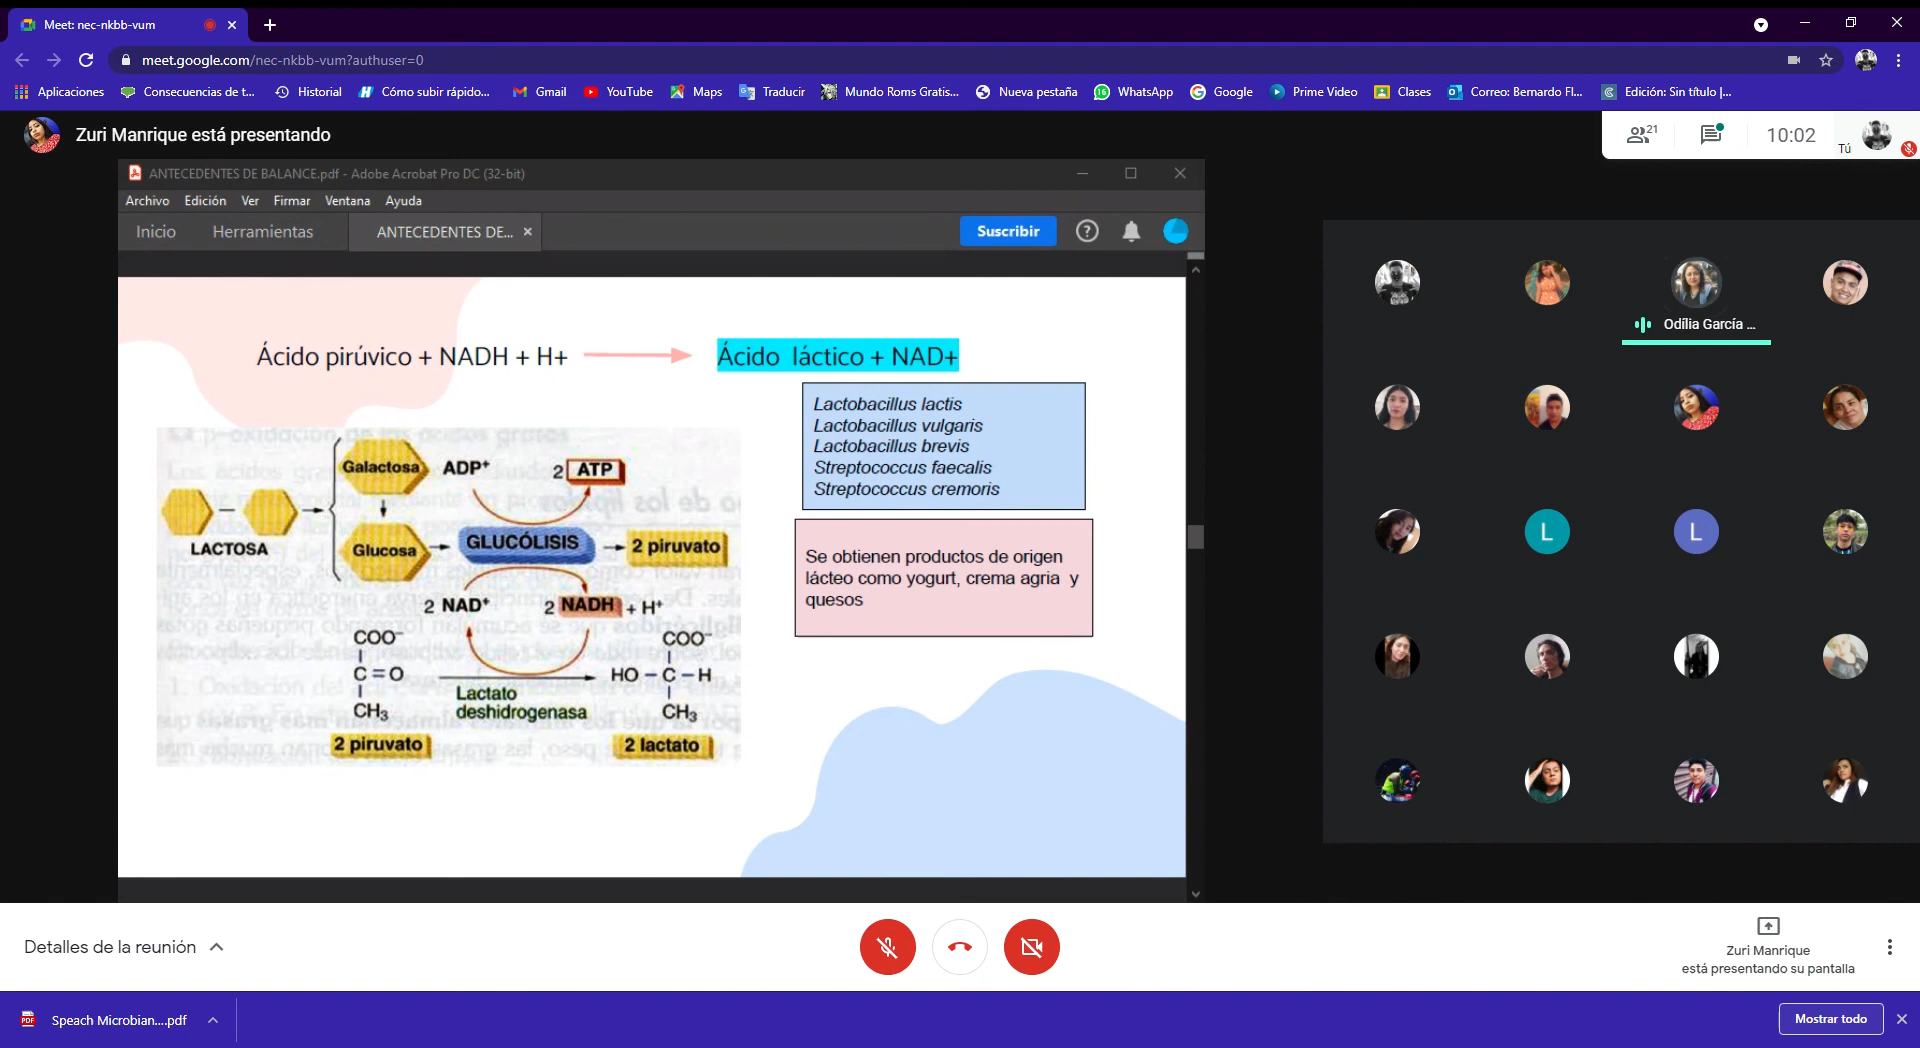 Meet: nec-nkbb-vum
meet.google.com/nec-nkbb-vum?authuser=0
Aplicaciones
Consecuencias de t...
Historial
Cómo subir rápido...
Gmail
YouTube
Maps
Traducir
Mundo Roms Gratis...
Nueva pestaña
16
WhatsApp
Google
Prime Video
Clases
Correo: Bernardo Fl...
Edición: Sin título |...
Zuri Manrique está presentando
21
10:02
Tú
ANTECEDENTES DE BALANCE.pdf - Adobe Acrobat Pro DC (32-bit)
Archivo Edición Ver Firmar Ventana Ayuda
Inicio
Herramientas
ANTECEDENTES DE...
Suscribir
Ácido pirúvico + NADH + H+
Ácido láctico + NAD+
Lactobacillus lactis
Lactobacillus vulgaris
Lactobacillus brevis
Streptococcus faecalis
Streptococcus cremoris
Se obtienen productos de origen
lácteo como yogurt, crema agria y
quesos
Galactosa
ADP+
2 ATP
LACTOSA
Glucosa
GLUCÓLISIS
2 piruvato
2 NAD+
2 NADH + H+
COO-
C=O
CH3
2 piruvato
Lactato
deshidrogenasa
COO-
HO-C-H
CH3
2 lactato
Odília García ...
L
L
Detalles de la reunión
Zuri Manrique
está presentando su pantalla
PDF
Speach Microbian....pdf
Mostrar todo